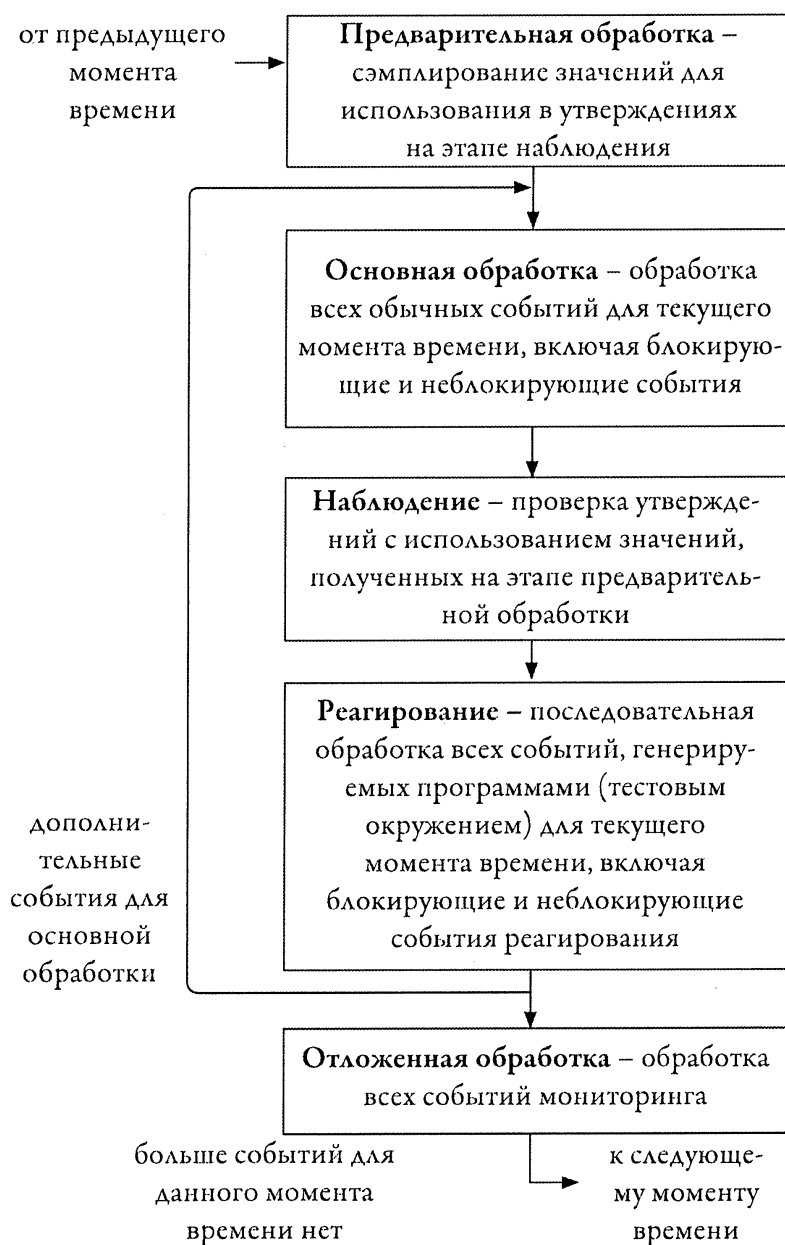 от предыдущего
момента
времени
Предварительная обработка –
сэмплирование значений для
использования в утверждениях
на этапе наблюдения
Основная обработка – обработка
всех обычных событий для текущего
момента времени, включая блокирую-
щие и неблокирующие события
Наблюдение – проверка утвержде-
ний с использованием значений,
полученных на этапе предваритель-
ной обработки
Реагирование – последовательная
обработка всех событий, генерируе-
мых программами (тестовым
окружением) для текущего
момента времени, включая
блокирующие и неблокирующие
события реагирования
дополни-
тельные
события для
основной
обработки
Отложенная обработка – обработка
всех событий мониторинга
больше событий для
данного момента
времени нет
к следующе-
му моменту
времени